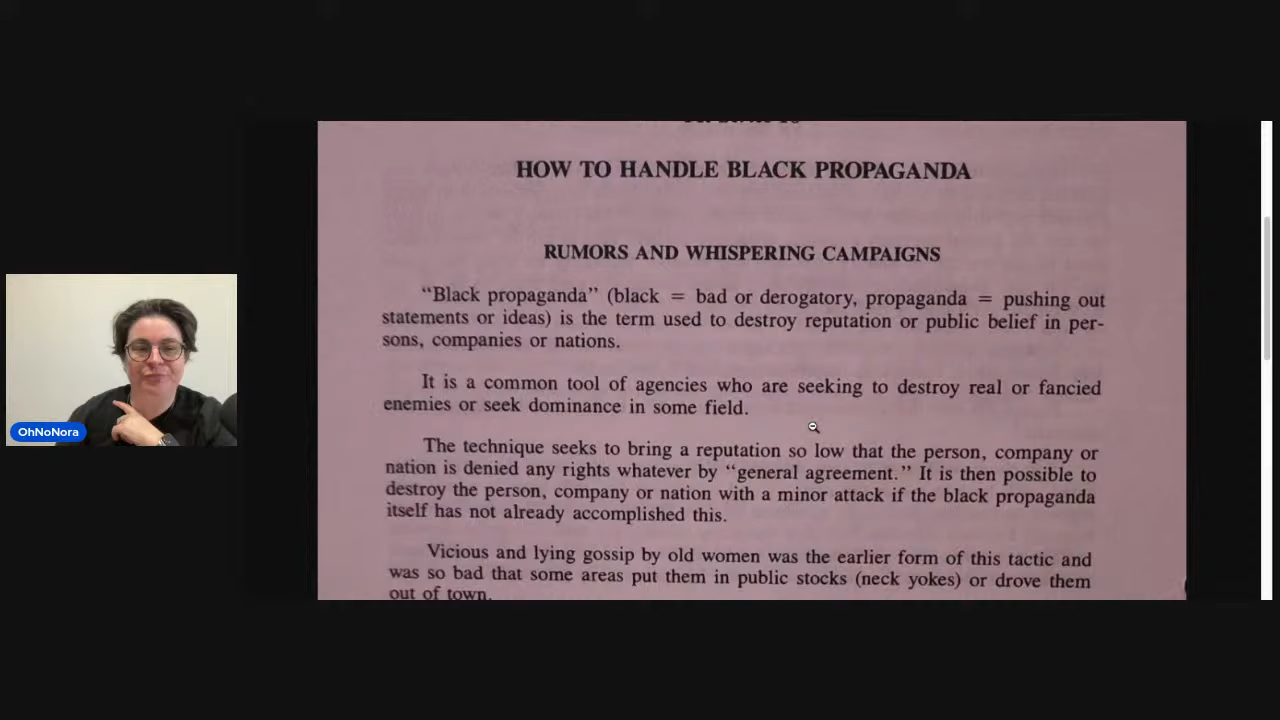 HOW TO HANDLE BLACK PROPAGANDA
RUMORS AND WHISPERING CAMPAIGNS
“Black propaganda” (black = bad or derogatory, propaganda = pushing out
statements or ideas) is the term used to destroy reputation or public belief in per-
sons, companies or nations.
It is a common tool of agencies who are seeking to destroy real or fancied
enemies or seek dominance in some field.
The technique seeks to bring a reputation so low that the person, company or
nation is denied any rights whatever by “general agreement.” It is then possible to
destroy the person, company or nation with a minor attack if the black propaganda
itself has not already accomplished this.
Vicious and lying gossip by old women was the earlier form of this tactic and
was so bad that some areas put them in public stocks (neck yokes) or drove them
out of town.
OhNoNora